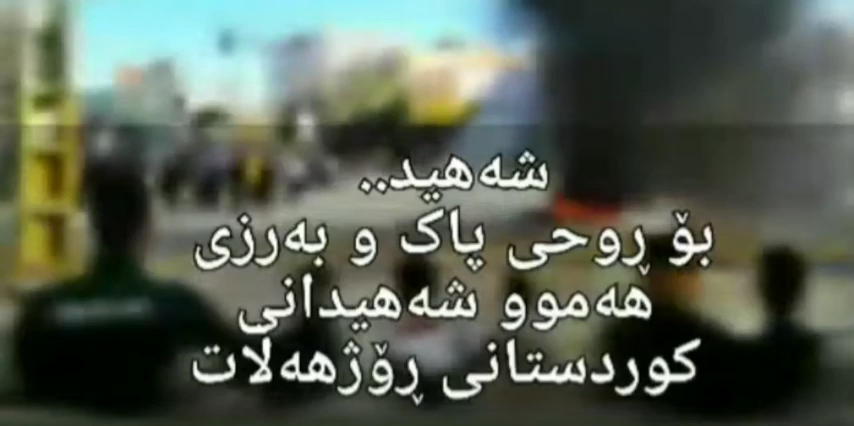 شەهید..
بۆ ڕوحی پاک و بەرزی
هەموو شەهیدانی
کوردستانی ڕۆژهەلات